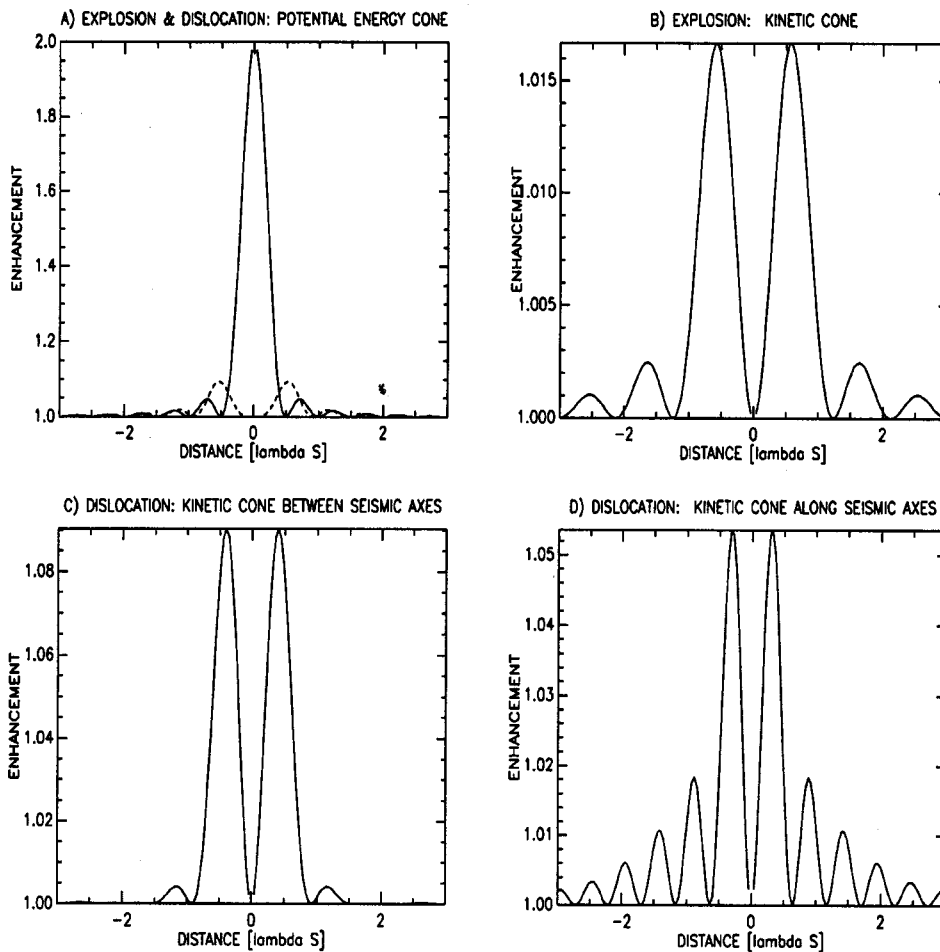 A) EXPLOSION & DISLOCATION: POTENTIAL ENERGY CONE
2.0
1.8
1.6
1.4
1.2
1.0
ENHANCEMENT
-2
0
2
DISTANCE [lambda S]
B) EXPLOSION: KINETIC CONE
1.015
1.010
1.005
1.000
ENHANCEMENT
-2
0
2
DISTANCE [lambda S]
C) DISLOCATION: KINETIC CONE BETWEEN SEISMIC AXES
1.08
1.06
1.04
1.02
1.00
ENHANCEMENT
-2
0
2
DISTANCE [lambda S]
D) DISLOCATION: KINETIC CONE ALONG SEISMIC AXES
1.05
1.04
1.03
1.02
1.01
1.00
ENHANCEMENT
-2
0
2
DISTANCE [lambda S]